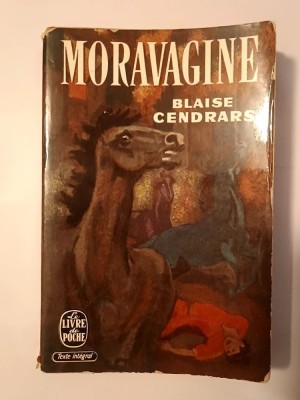 MORAVAGINE
BLAISE
CENDRARS
Le
LIVRE
de
POCHE
Texte intégral